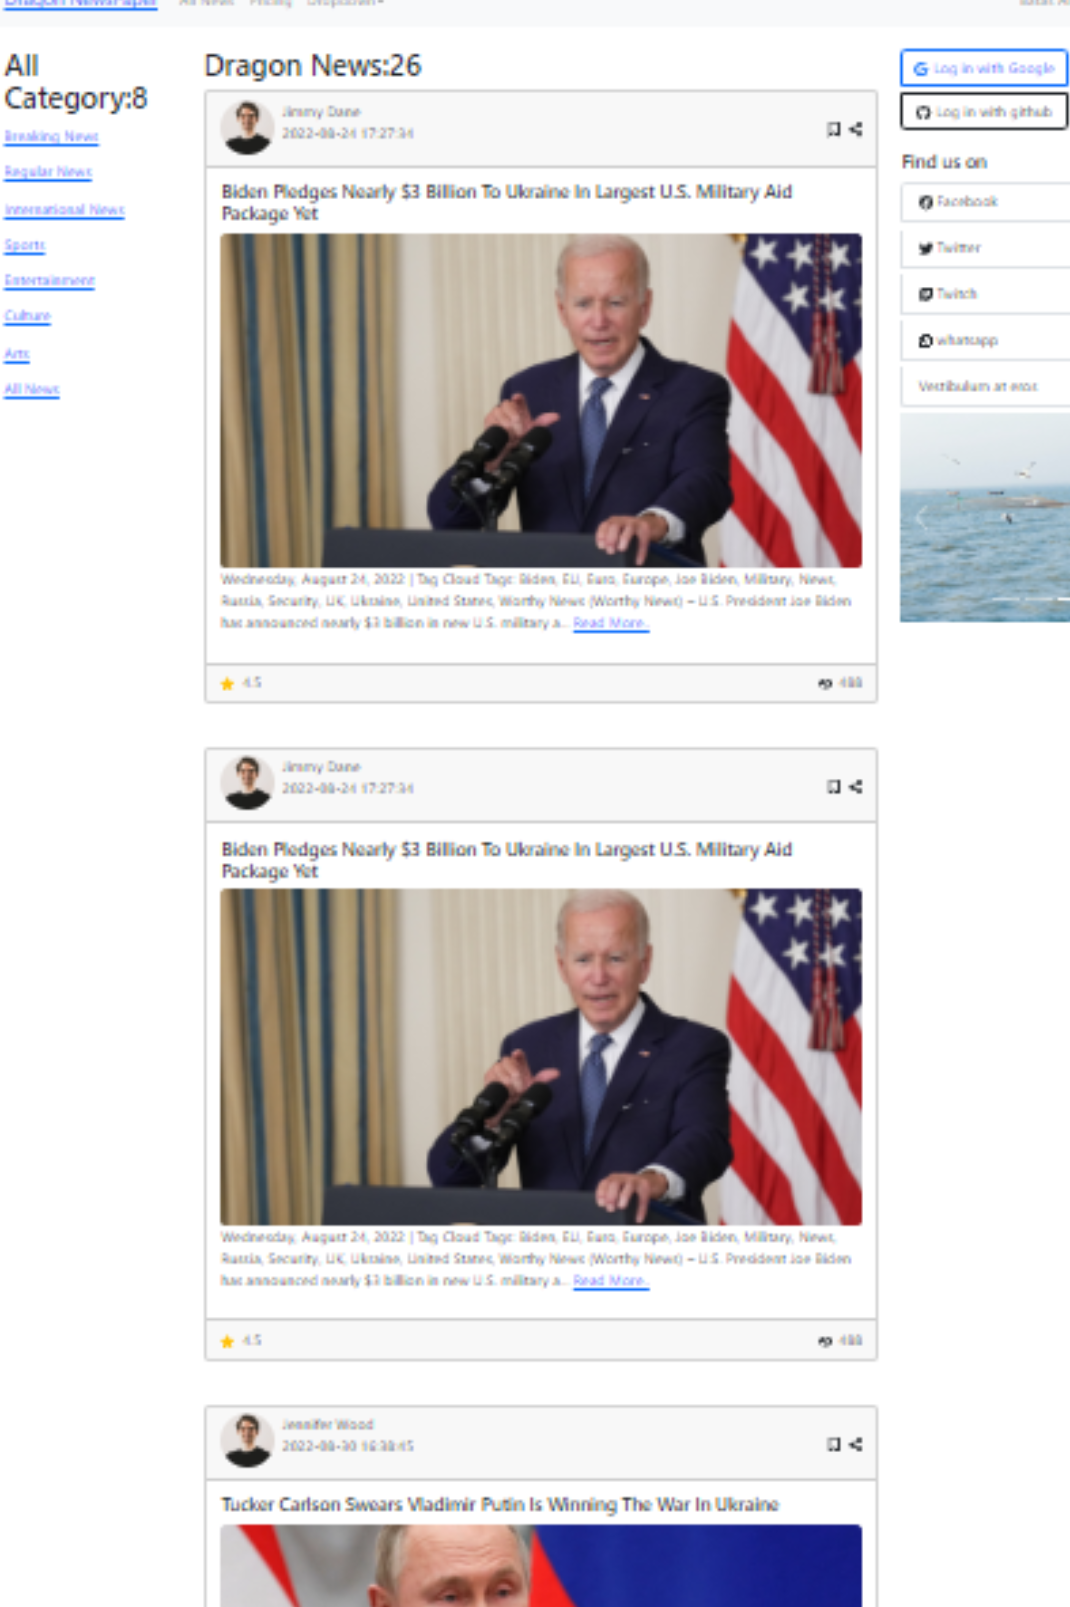 Dragon NewsPaper All News Pricing Dropdown
All
Category:8
Breaking News
Regular News
International News
Sports
Entertainment
Culture
Arts
All News
Dragon News:26
Jimmy Dane
2022-08-24 17:27:34
Biden Pledges Nearly $3 Billion To Ukraine In Largest U.S. Military Aid
Package Yet
Wednesday, August 24, 2022 | Tag Cloud Tags: Biden, EU, Euro, Europe, Joe Biden, Military, News,
Russia, Security, UK, Ukraine, United States, Worthy News (Worthy News) – U.S. President Joe Biden
has announced nearly $3 billion in new U.S. military a... Read More..
4.5 488
Jimmy Dane
2022-08-24 17:27:34
Biden Pledges Nearly $3 Billion To Ukraine In Largest U.S. Military Aid
Package Yet
Wednesday, August 24, 2022 | Tag Cloud Tags: Biden, EU, Euro, Europe, Joe Biden, Military, News,
Russia, Security, UK, Ukraine, United States, Worthy News (Worthy News) – U.S. President Joe Biden
has announced nearly $3 billion in new U.S. military a... Read More..
4.5 488
Jennifer Wood
2022-08-30 16:38:45
Tucker Carlson Swears Vladimir Putin Is Winning The War In Ukraine
Log in with Google
Log in with github
Find us on
Facebook
Twitter
Twitch
whatsapp
Vestibulum at eros